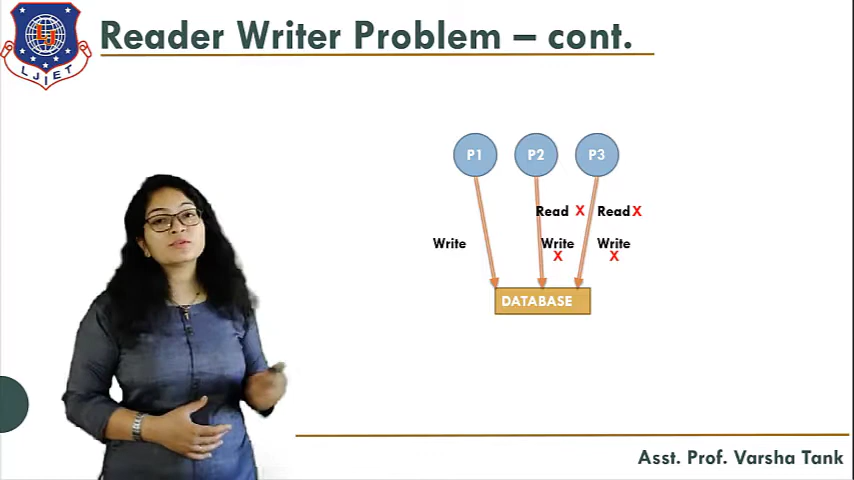 Reader Writer Problem – cont.
LJIET
P1 P2 P3
Read X Read X
Write Write Write
X X
DATABASE
Asst. Prof. Varsha Tank